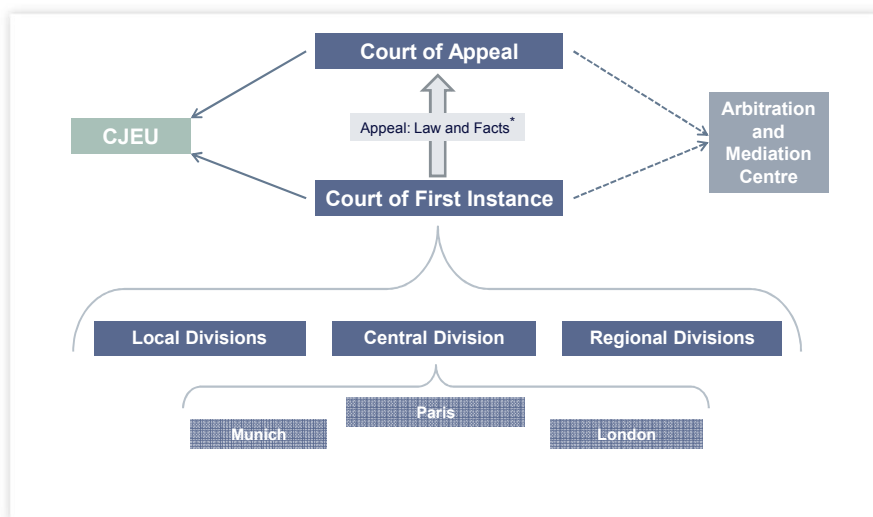 Court of Appeal
CJEU
Appeal: Law and Facts*
Arbitration
and
Mediation
Centre
Court of First Instance
Local Divisions
Central Division
Regional Divisions
Paris
Munich
London